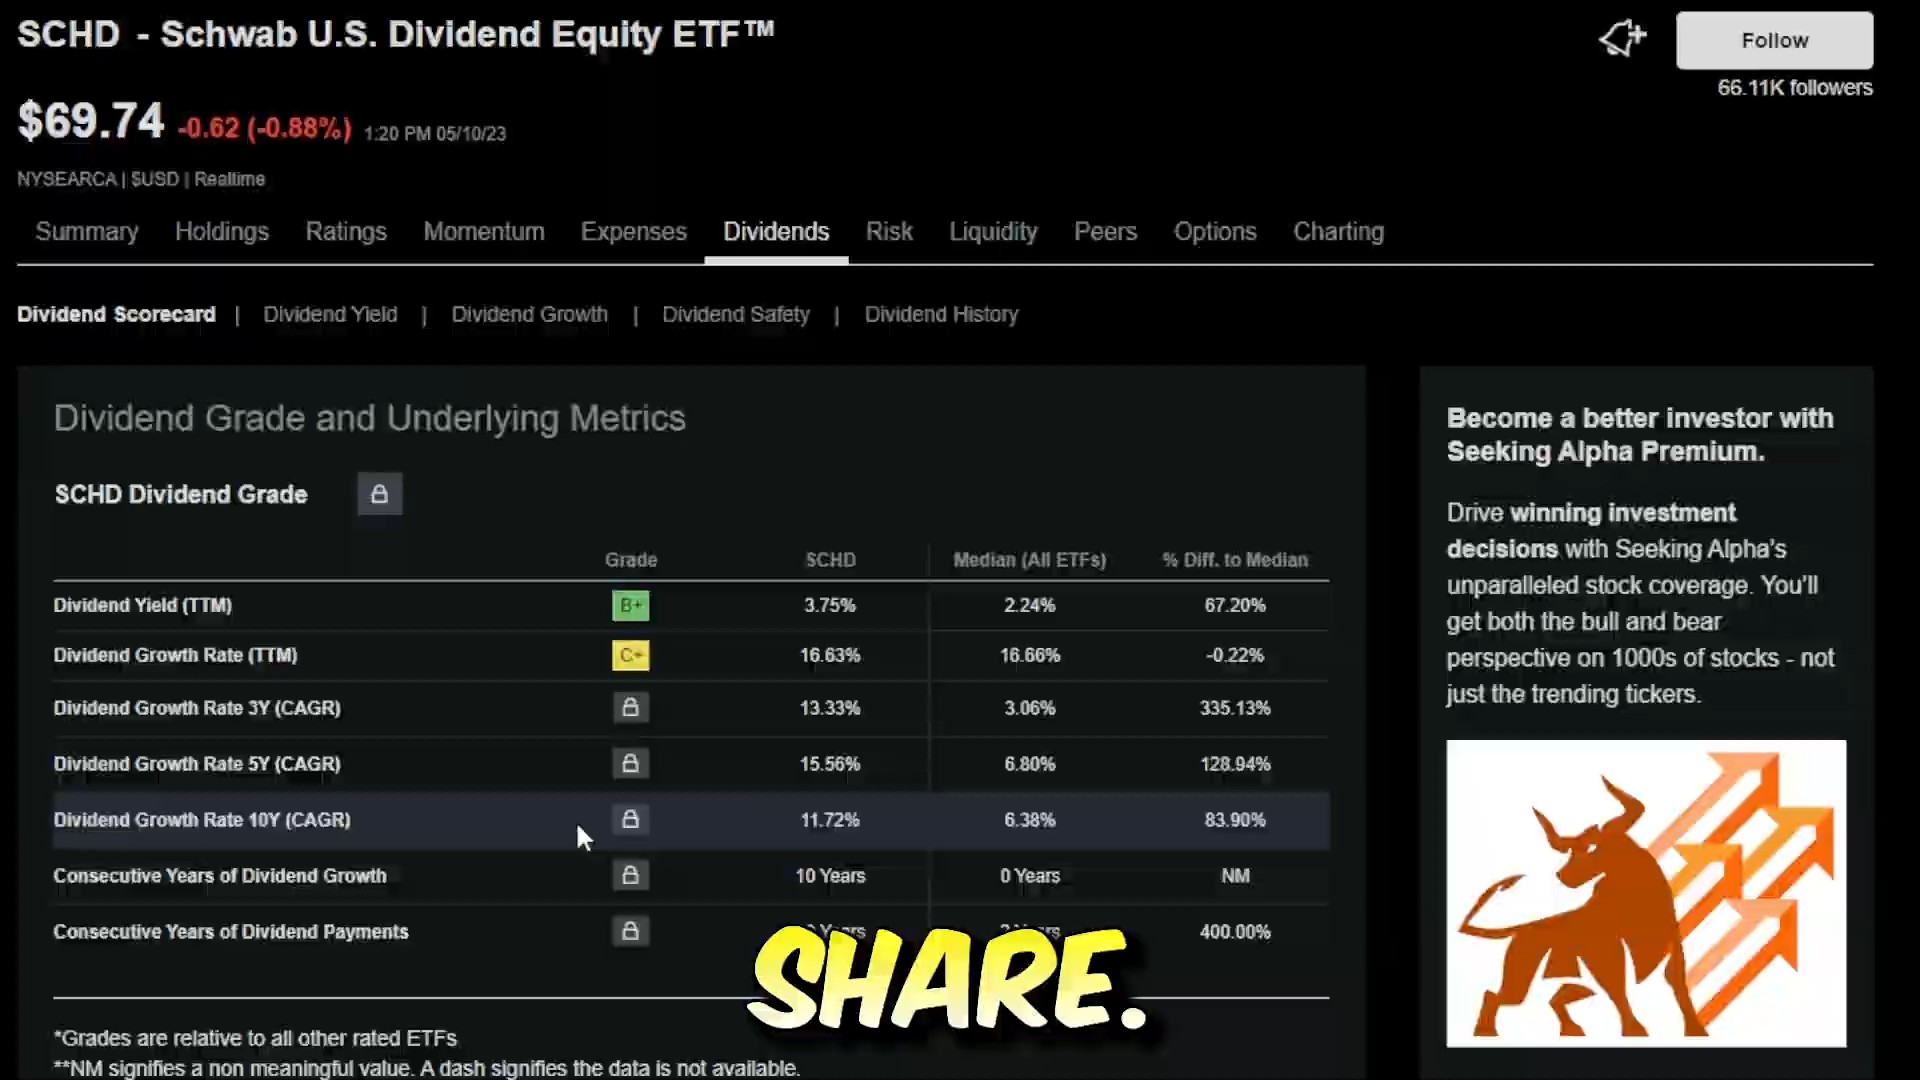 SCHD - Schwab U.S. Dividend Equity ETF™
Follow
66.11K followers
$69.74 -0.62 (-0.88%) 1:20 PM 05/10/23
NYSEARCA | $USD | Realtime
Summary Holdings Ratings Momentum Expenses Dividends Risk Liquidity Peers Options Charting
Dividend Scorecard | Dividend Yield | Dividend Growth | Dividend Safety | Dividend History
Dividend Grade and Underlying Metrics
SCHD Dividend Grade
Grade SCHD Median (All ETFs) % Diff. to Median
Dividend Yield (TTM) B+ 3.75% 2.24% 67.20%
Dividend Growth Rate (TTM) C+ 16.63% 16.66% -0.22%
Dividend Growth Rate 3Y (CAGR) 13.33% 3.06% 335.13%
Dividend Growth Rate 5Y (CAGR) 15.56% 6.80% 128.94%
Dividend Growth Rate 10Y (CAGR) 11.72% 6.38% 83.90%
Consecutive Years of Dividend Growth 10 Years 0 Years NM
Consecutive Years of Dividend Payments Years Years 400.00%
SHARE.
*Grades are relative to all other rated ETFs
**NM signifies a non meaningful value. A dash signifies the data is not available.
Become a better investor with
Seeking Alpha Premium.
Drive winning investment
decisions with Seeking Alpha's
unparalleled stock coverage. You'll
get both the bull and bear
perspective on 1000s of stocks - not
just the trending tickers.